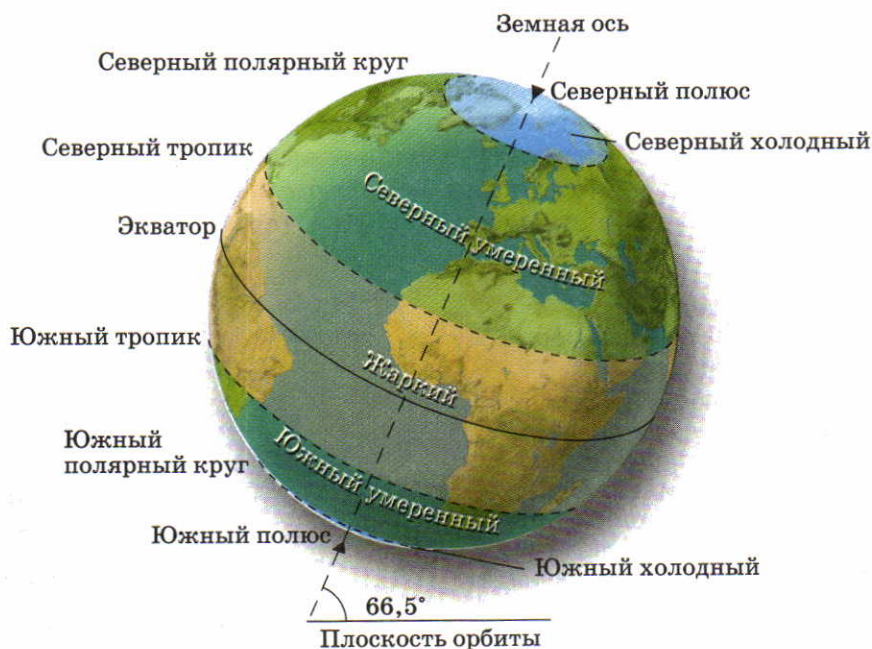 Земная ось
Северный полярный круг
Северный полюс
Северный холодный
Северный тропик
Северный умеренный
Экватор
Южный тропик
Жаркий
Южный
полярный круг
Южный умеренный
Южный полюс
Южный холодный
66,5°
Плоскость орбиты